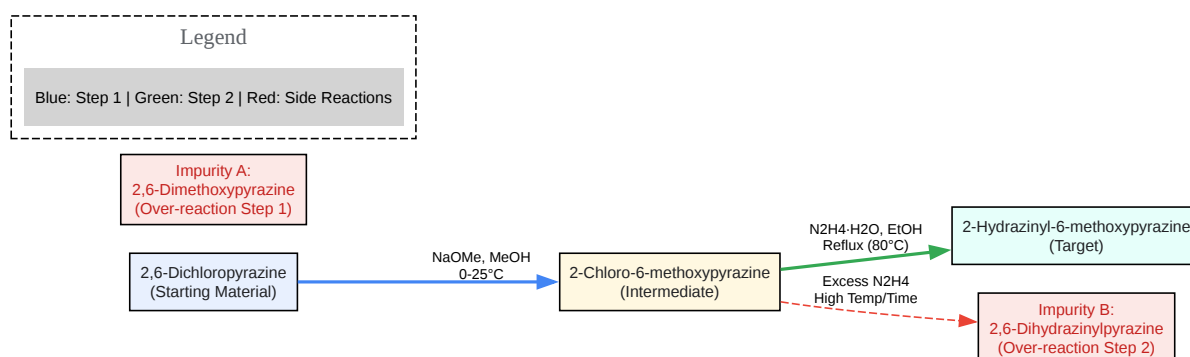 Legend
Blue: Step 1 | Green: Step 2 | Red: Side Reactions
Impurity A:
2,6-Dimethoxypyrazine
(Over-reaction Step 1)
2,6-Dichloropyrazine
(Starting Material)
NaOMe, MeOH
0-25°C
2-Chloro-6-methoxypyrazine
(Intermediate)
N2H4·H2O, EtOH
Reflux (80°C)
2-Hydrazinyl-6-methoxypyrazine
(Target)
Excess N2H4
High Temp/Time
Impurity B:
2,6-Dihydrazinylpyrazine
(Over-reaction Step 2)